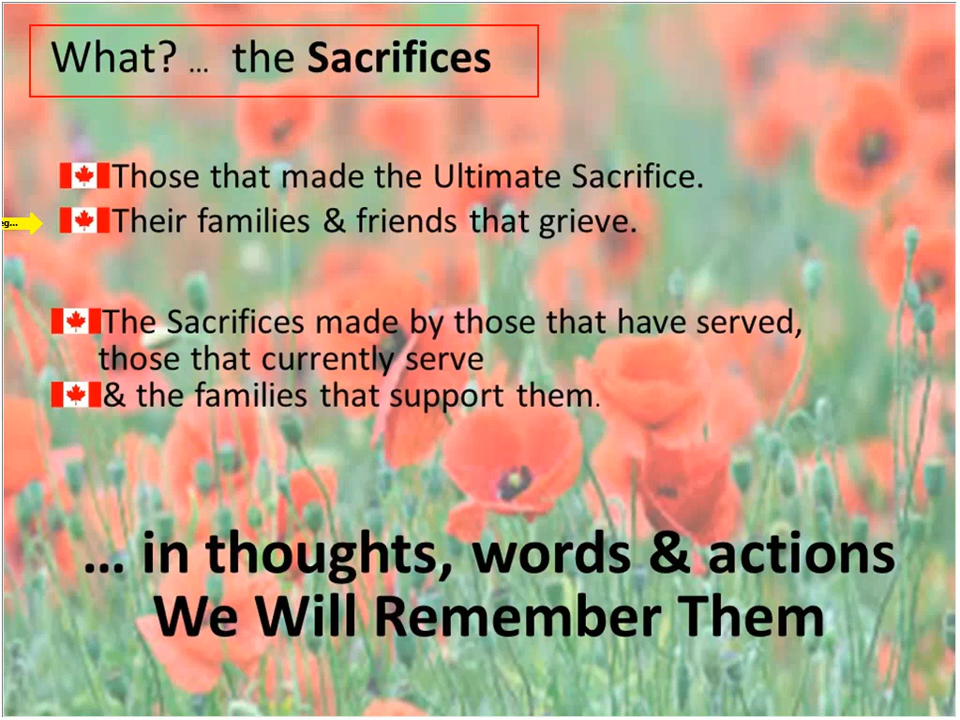 What? ... the Sacrifices
Those that made the Ultimate Sacrifice.
eg...
Their families & friends that grieve.
The Sacrifices made by those that have served,
those that currently serve
& the families that support them.
... in thoughts, words & actions
We Will Remember Them